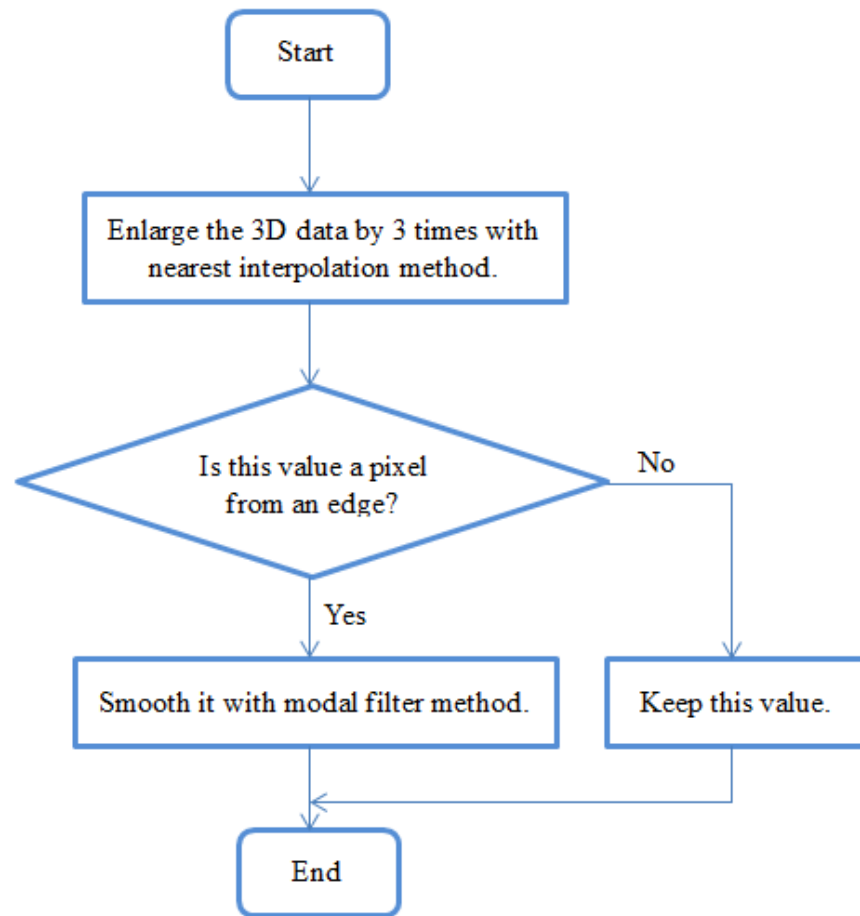 Start
Enlarge the 3D data by 3 times with
nearest interpolation method.
Is this value a pixel
from an edge?
No
Yes
Smooth it with modal filter method.
Keep this value.
End